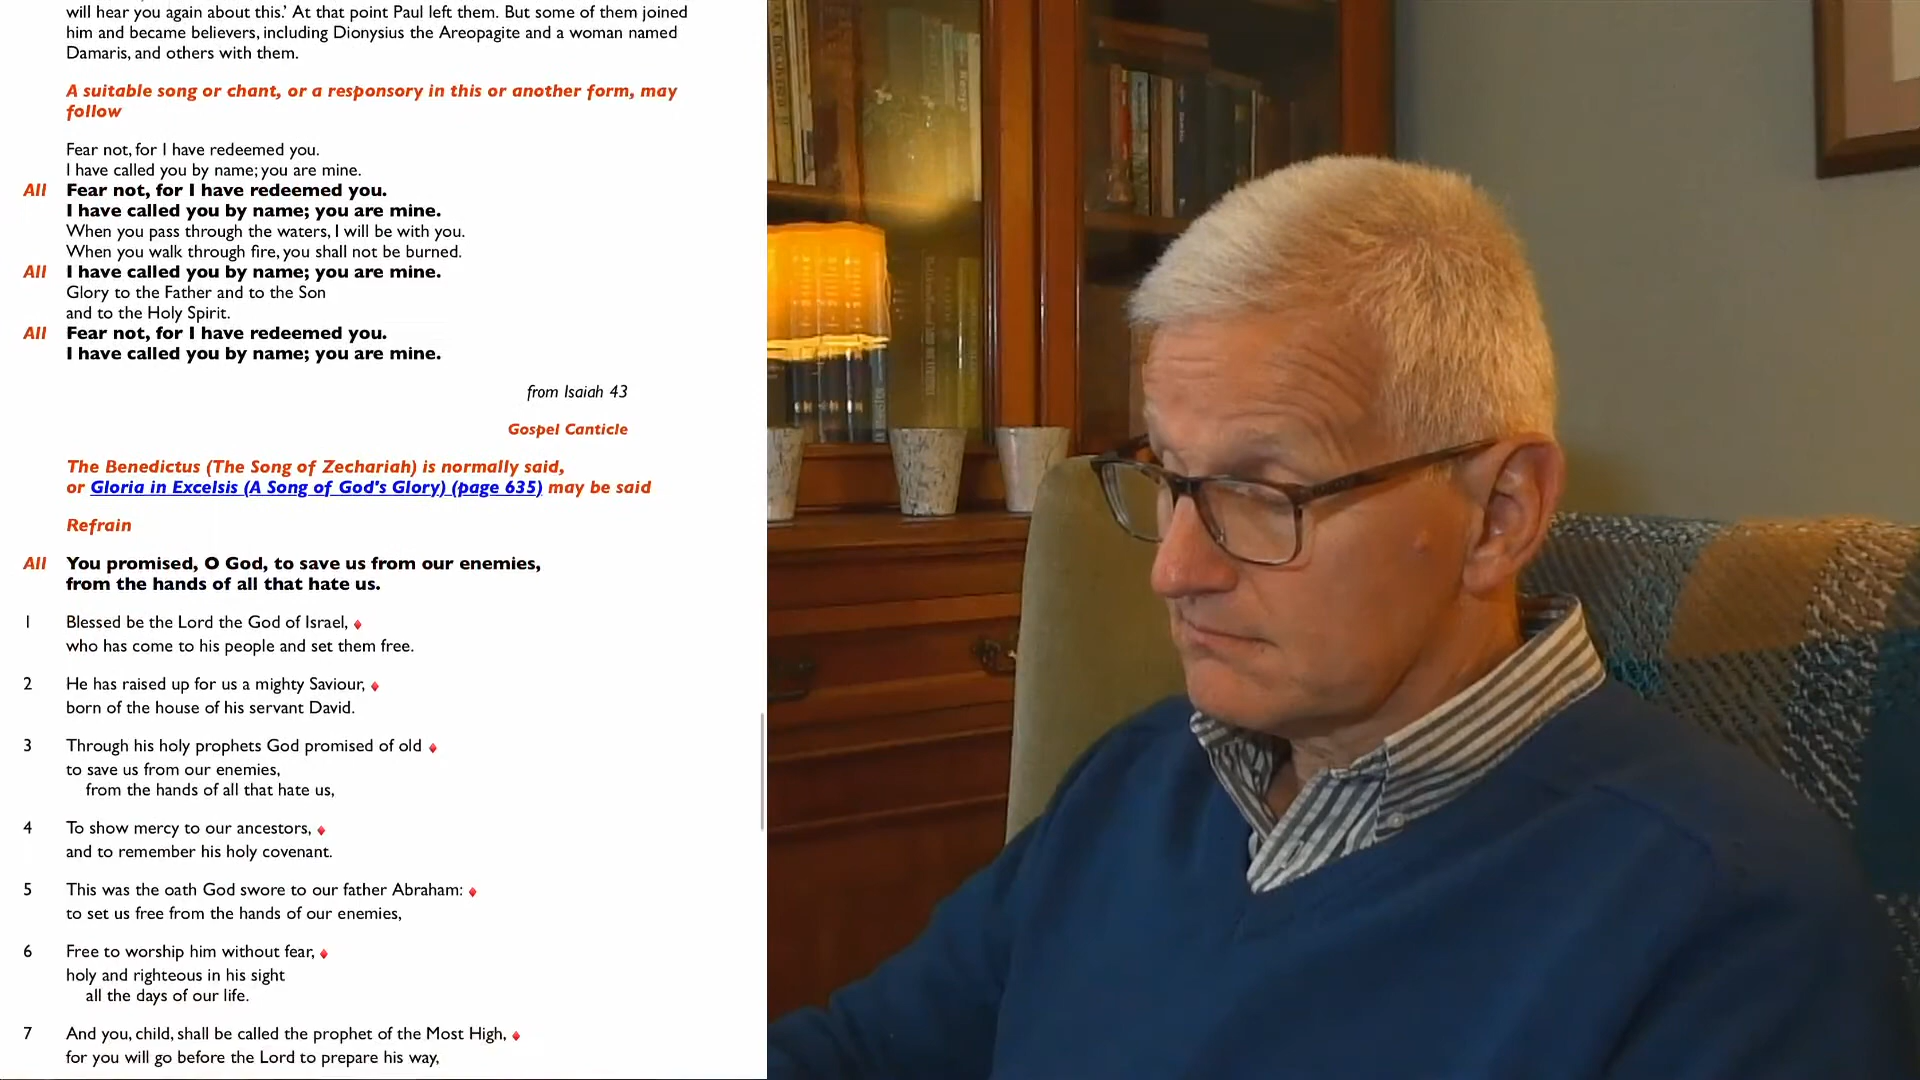 will hear you again about this.’ At that point Paul left them. But some of them joined
him and became believers, including Dionysius the Areopagite and a woman named
Damaris, and others with them.
A suitable song or chant, or a responsory in this or another form, may
follow
Fear not, for I have redeemed you.
I have called you by name; you are mine.
All Fear not, for I have redeemed you.
I have called you by name; you are mine.
When you pass through the waters, I will be with you.
When you walk through fire, you shall not be burned.
All I have called you by name; you are mine.
Glory to the Father and to the Son
and to the Holy Spirit.
All Fear not, for I have redeemed you.
I have called you by name; you are mine.
from Isaiah 43
Gospel Canticle
The Benedictus (The Song of Zechariah) is normally said,
or Gloria in Excelsis (A Song of God's Glory) (page 635) may be said
Refrain
All You promised, O God, to save us from our enemies,
from the hands of all that hate us.
1 Blessed be the Lord the God of Israel, ♦
who has come to his people and set them free.
2 He has raised up for us a mighty Saviour, ♦
born of the house of his servant David.
3 Through his holy prophets God promised of old ♦
to save us from our enemies,
from the hands of all that hate us,
4 To show mercy to our ancestors, ♦
and to remember his holy covenant.
5 This was the oath God swore to our father Abraham: ♦
to set us free from the hands of our enemies,
6 Free to worship him without fear, ♦
holy and righteous in his sight
all the days of our life.
7 And you, child, shall be called the prophet of the Most High, ♦
for you will go before the Lord to prepare his way,